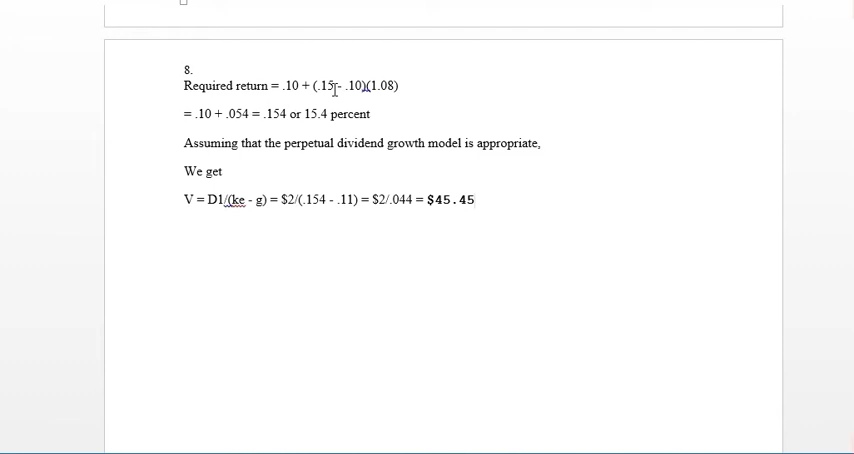 8.
Required return = .10 + (.15 - .10)(1.08)
= .10 + .054 = .154 or 15.4 percent
Assuming that the perpetual dividend growth model is appropriate,
We get
V = D1/(ke - g) = $2/(.154 - .11) = $2/.044 = $45.45